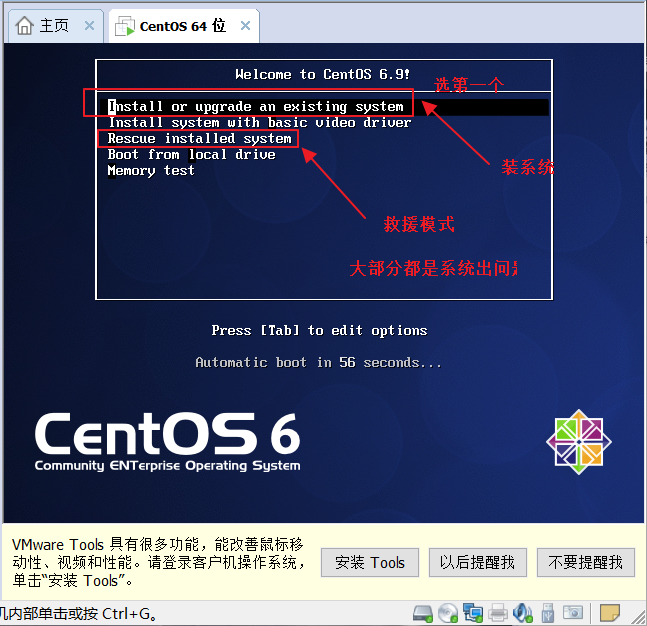 主页
CentOS 64 位
Welcome to CentOS 6.9!
选第一个
Install or upgrade an existing system
Install system with basic video driver
装系统
Rescue installed system
Boot from local drive
Memory test
救援模式
大部分都是系统出问
Press [Tab] to edit options
Automatic boot in 56 seconds...
CentOS 6
Community ENTerprise Operating System
VMware Tools 具有很多功能，能改善鼠标移
动性、视频和性能。请登录客户机操作系统，
单击“安装 Tools”。
安装 Tools
以后提醒我
不要提醒我
机内部单击或按 Ctrl+G。